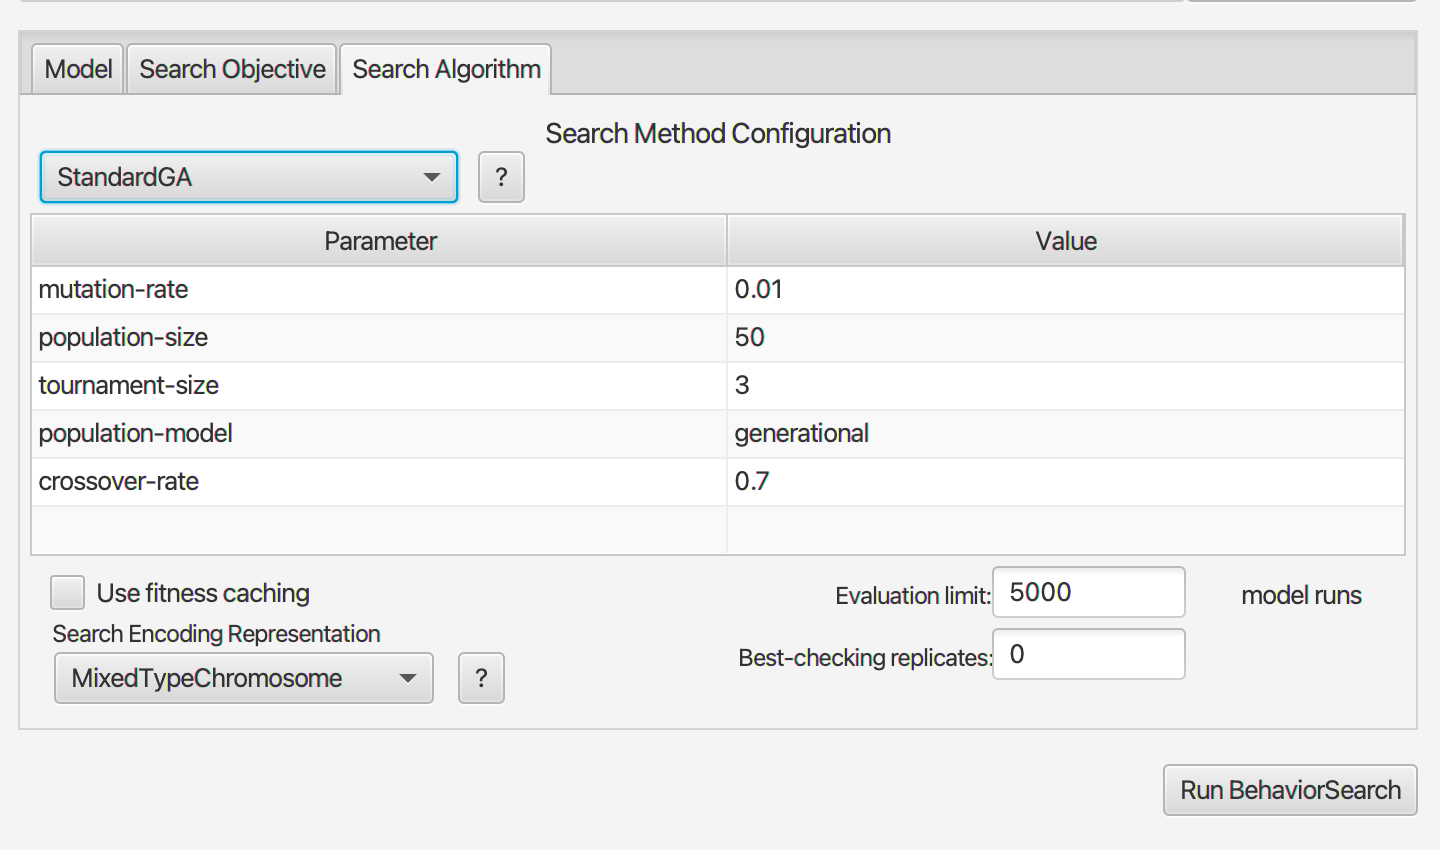 Model Search Objective Search Algorithm
Search Method Configuration
StandardGA ?
Parameter Value
mutation-rate 0.01
population-size 50
tournament-size 3
population-model generational
crossover-rate 0.7
Use fitness caching
Evaluation limit: 5000 model runs
Search Encoding Representation
Best-checking replicates: 0
MixedTypeChromosome ?
Run BehaviorSearch